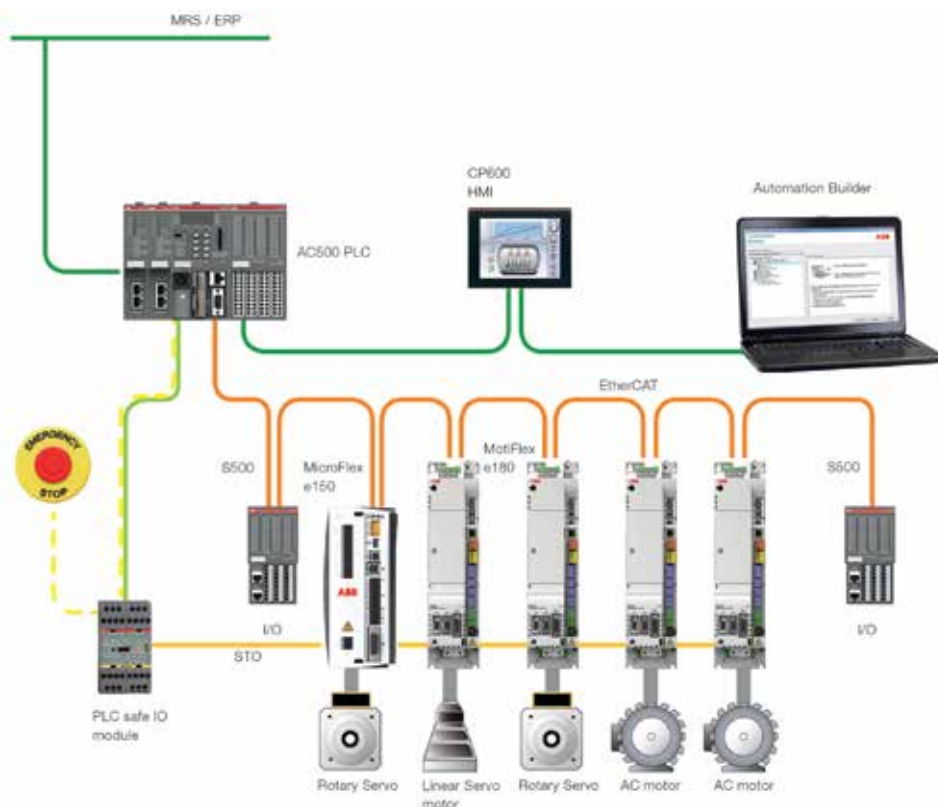 MRS / ERP
CP600
HMI
Automation Builder
ABB
AC500 PLC
EtherCAT
EMERGENCY
STOP
S500
MicroFlex
e150
MotiFlex
e180
S500
ABB
I/O
I/O
STO
PLC safe IO
module
Rotary Servo
Linear Servo
motor
Rotary Servo
AC motor
AC motor